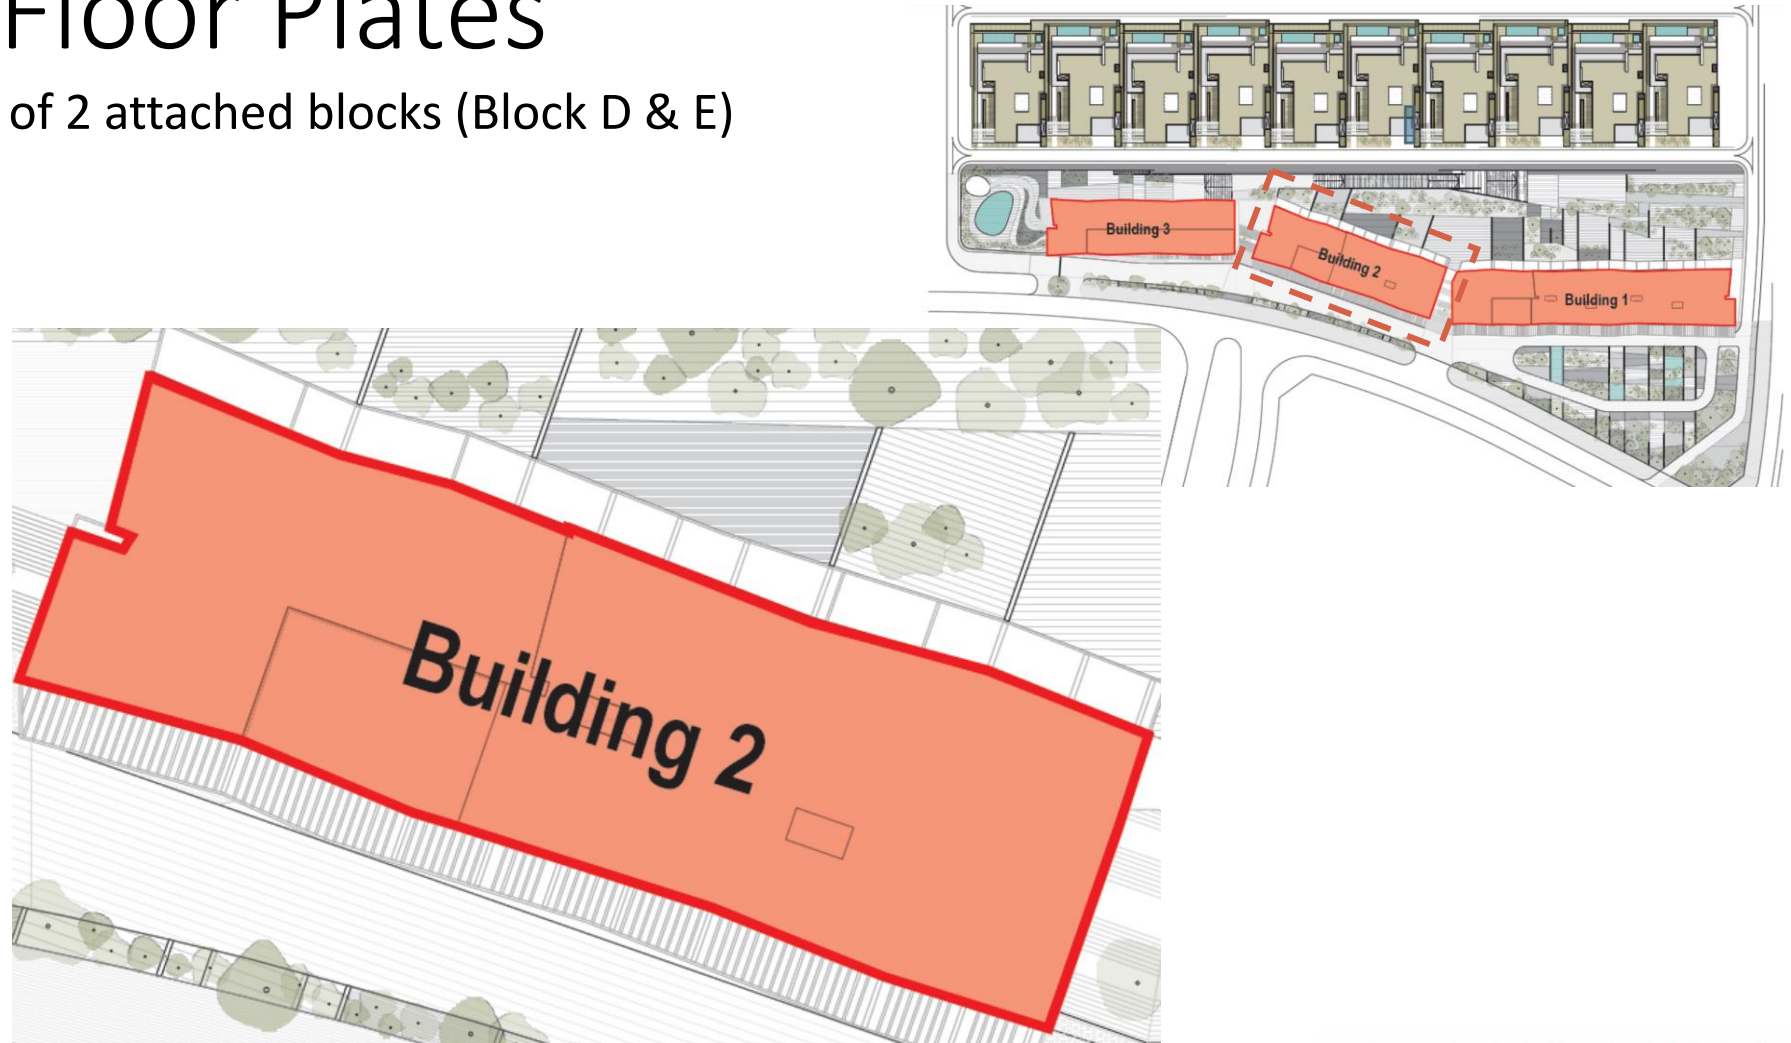 Floor Plates
of 2 attached blocks (Block D & E)
Building 3
Building 2
Building 1
Building 2